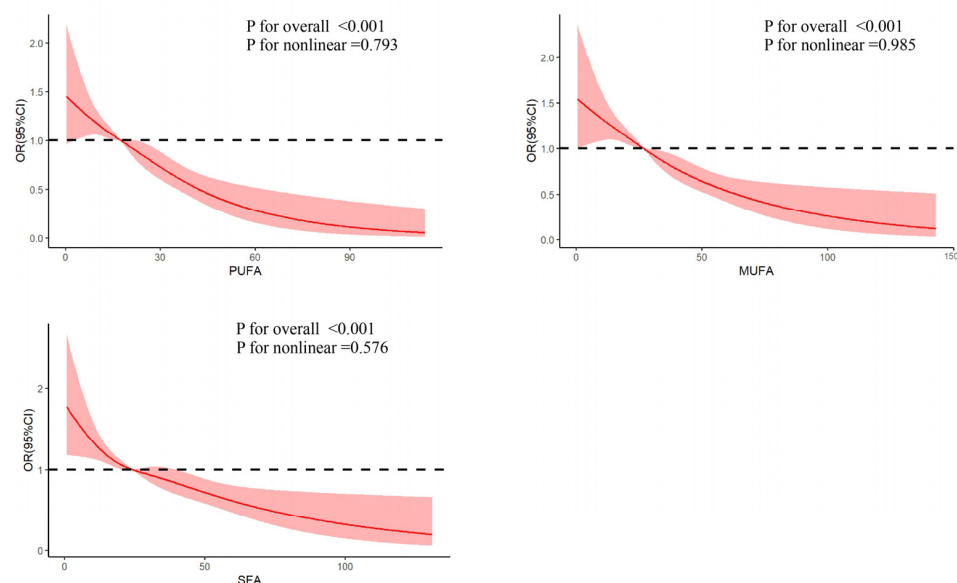 P for overall <0.001
P for nonlinear =0.793
OR(95%CI)
2.0
1.5
1.0
0.5
0.0
0 30 60 90
PUFA
P for overall <0.001
P for nonlinear =0.985
OR(95%CI)
2.0
1.5
1.0
0.5
0.0
0 50 100 150
MUFA
P for overall <0.001
P for nonlinear =0.576
OR(95%CI)
2
1
0
0 50 100
SFA